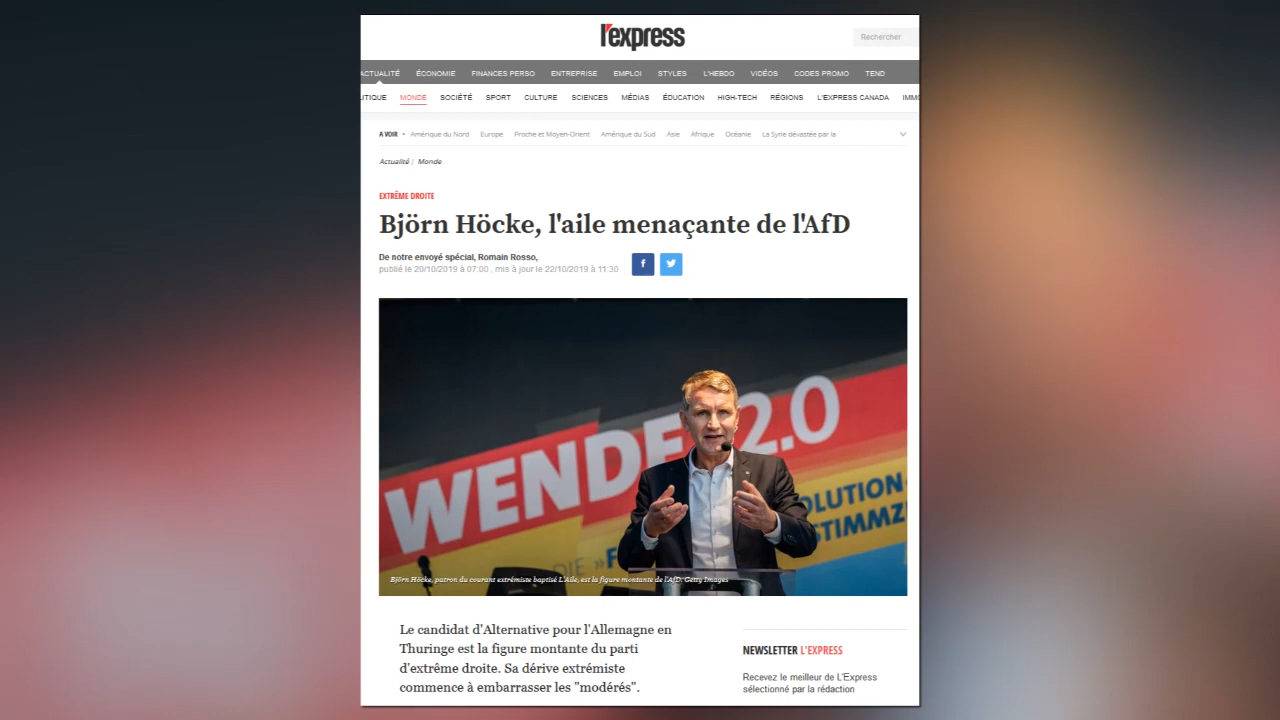 l'express
Rechercher
ACTUALITÉ ÉCONOMIE FINANCES PERSO ENTREPRISE EMPLOI STYLES L'HEBDO VIDÉOS CODES PROMO TEND
ITIQUE MONDE SOCIÉTÉ SPORT CULTURE SCIENCES MÉDIAS ÉDUCATION HIGH-TECH RÉGIONS L'EXPRESS CANADA IMMO
A VOIR • Amérique du Nord Europe Proche et Moyen-Orient Amérique du Sud Asie Afrique Océanie La Syrie dévastée par la
Actualité / Monde
EXTRÊME DROITE
Björn Höcke, l'aile menaçante de l'AfD
De notre envoyé spécial, Romain Rosso,
publié le 20/10/2019 à 07:00 , mis à jour le 22/10/2019 à 11:30
WENDE 2.0
OLUTION
DIE »F STIMMZ
Björn Höcke, patron du courant extrémiste baptisé L'Aile, est la figure montante de l'AfD. Getty Images
Le candidat d'Alternative pour l'Allemagne en
Thuringe est la figure montante du parti
d'extrême droite. Sa dérive extrémiste
commence à embarrasser les "modérés".
NEWSLETTER L'EXPRESS
Recevez le meilleur de L'Express
sélectionné par la rédaction